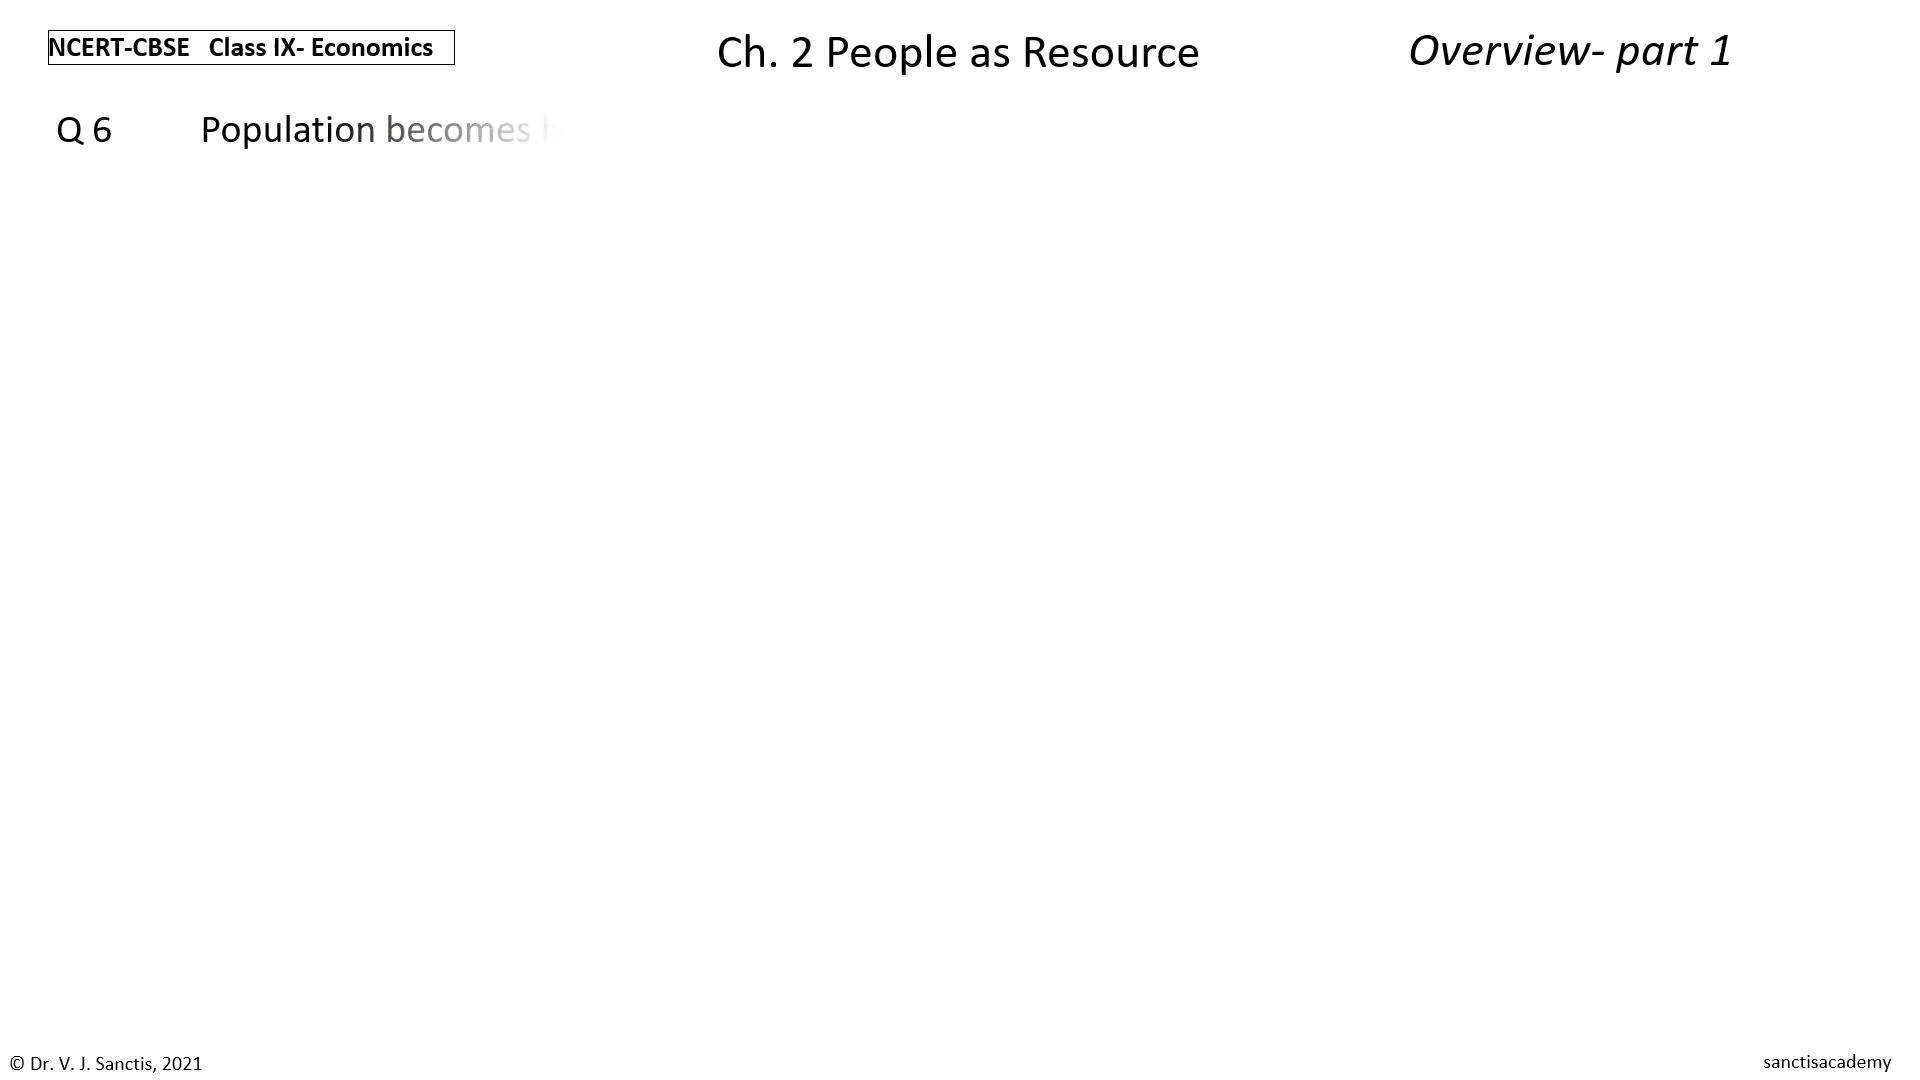 NCERT-CBSE Class IX- Economics
Ch. 2 People as Resource
Overview- part 1
Q 6 Population becomes
© Dr. V. J. Sanctis, 2021
sanctisacademy